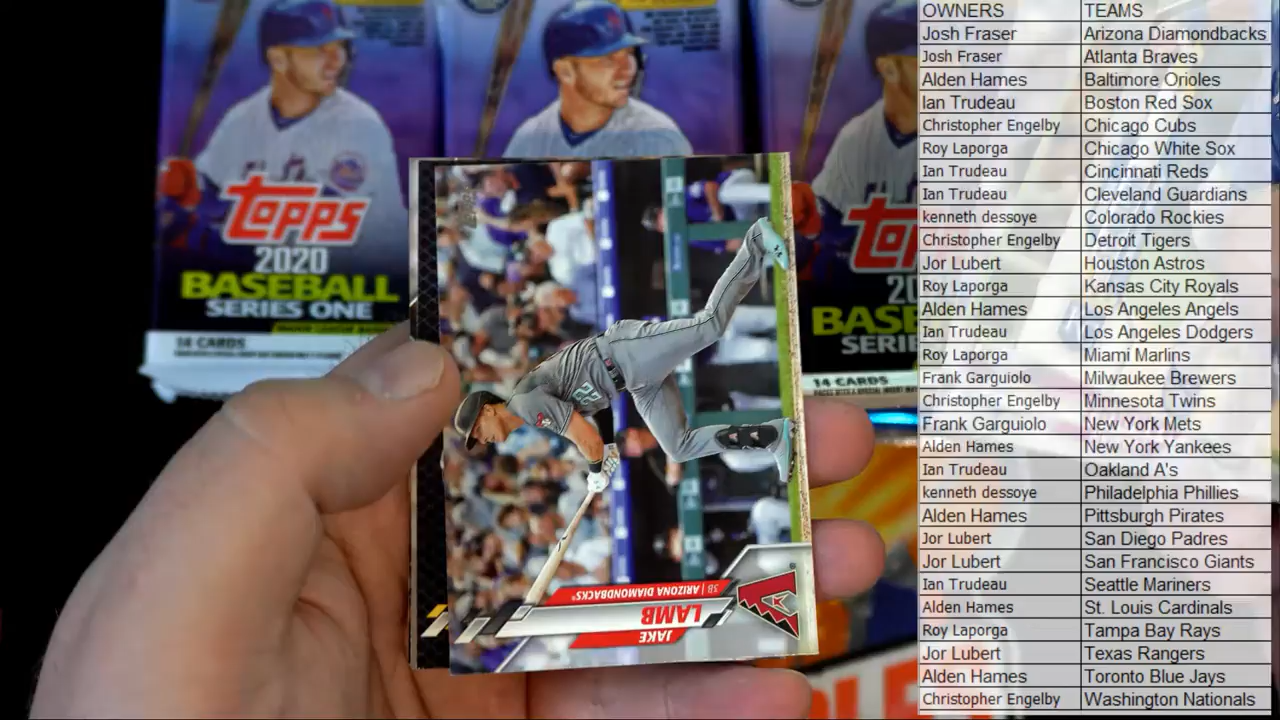 TOPPS
2020
BASEBALL
SERIES ONE
14 CARDS
14 CARDS
JAKE
LAMB
3B | ARIZONA DIAMONDBACKS
22
OWNERS TEAMS
Josh Fraser Arizona Diamondbacks
Josh Fraser Atlanta Braves
Alden Hames Baltimore Orioles
Ian Trudeau Boston Red Sox
Christopher Engelby Chicago Cubs
Roy Laporga Chicago White Sox
Ian Trudeau Cincinnati Reds
Ian Trudeau Cleveland Guardians
kenneth dessoye Colorado Rockies
Christopher Engelby Detroit Tigers
Jor Lubert Houston Astros
Roy Laporga Kansas City Royals
Alden Hames Los Angeles Angels
Ian Trudeau Los Angeles Dodgers
Roy Laporga Miami Marlins
Frank Garguiolo Milwaukee Brewers
Christopher Engelby Minnesota Twins
Frank Garguiolo New York Mets
Alden Hames New York Yankees
Ian Trudeau Oakland A's
kenneth dessoye Philadelphia Phillies
Alden Hames Pittsburgh Pirates
Jor Lubert San Diego Padres
Jor Lubert San Francisco Giants
Ian Trudeau Seattle Mariners
Alden Hames St. Louis Cardinals
Roy Laporga Tampa Bay Rays
Jor Lubert Texas Rangers
Alden Hames Toronto Blue Jays
Christopher Engelby Washington Nationals